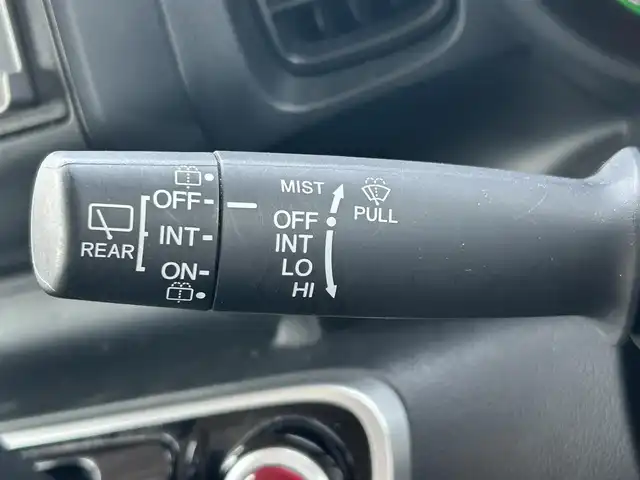 REAR
OFF
INT
ON
MIST
OFF
INT
LO
HI
PULL